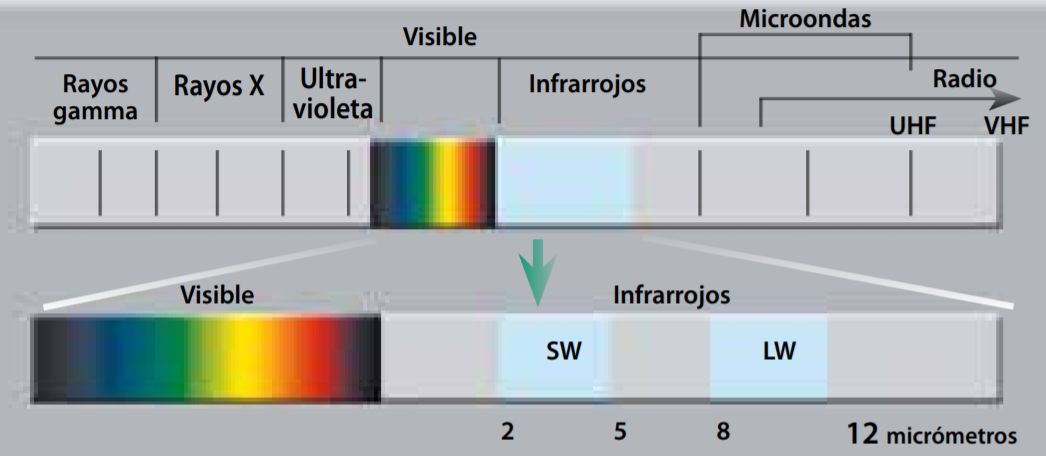 Microondas
Visible
Rayos
gamma
Rayos X
Ultra-
violeta
Infrarrojos
Radio
UHF
VHF
Visible
Infrarrojos
SW
LW
2
5
8
12 micrómetros